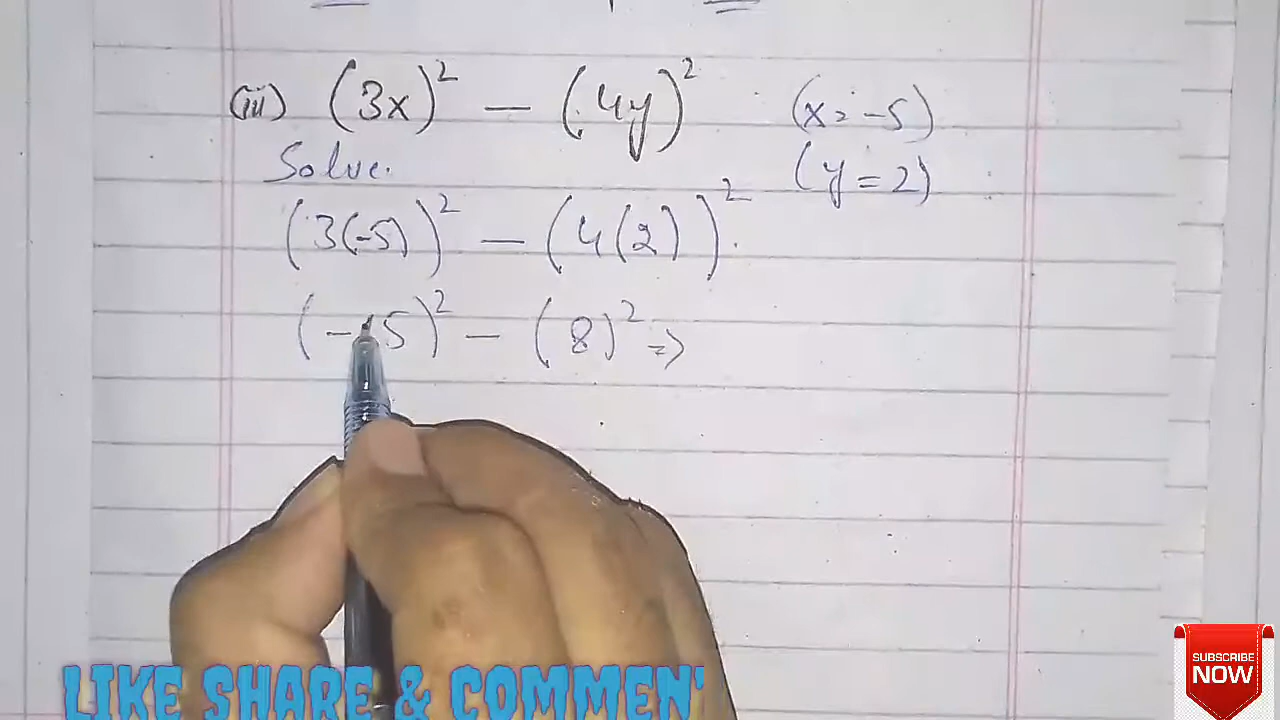 (iii) (3x)² — (4y)² (x = -5)
Solve. (y = 2)
(3(-5))² — (4(2))².
(-15)² — (8)² =>
LIKE SHARE & COMMEN
SUBSCRIBE
NOW